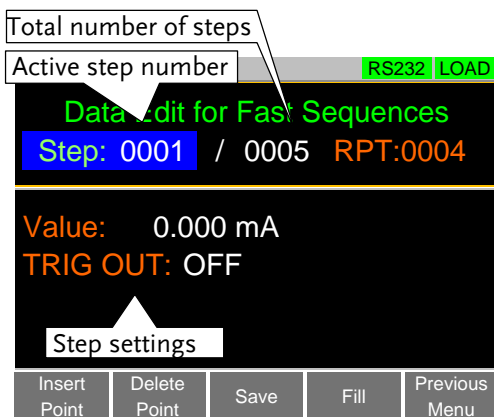 Total number of steps
Active step number
RS232 LOAD
Data Edit for Fast Sequences
Step: 0001 / 0005 RPT:0004
Value: 0.000 mA
TRIG OUT: OFF
Step settings
Insert Point
Delete Point
Save
Fill
Previous Menu